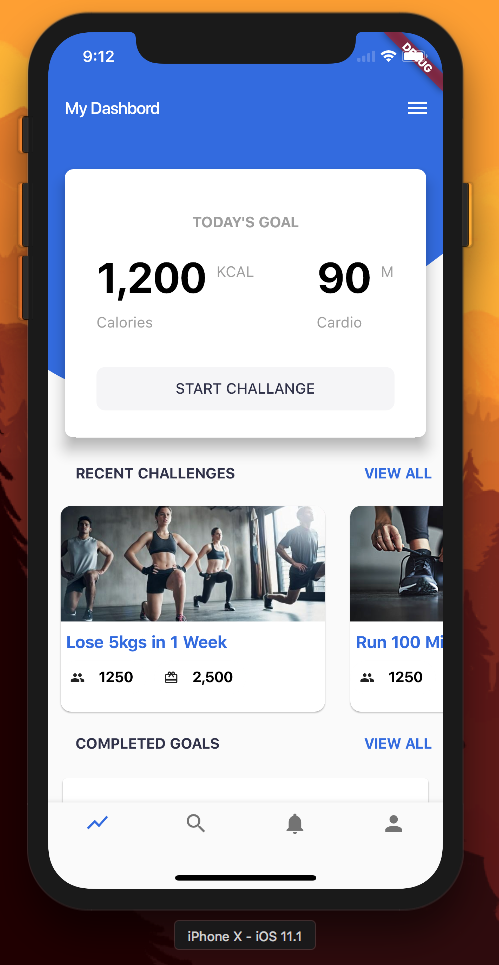 9:12
DEBUG
My Dashbord
TODAY'S GOAL
1,200 KCAL 90 M
Calories Cardio
START CHALLANGE
RECENT CHALLENGES VIEW ALL
Lose 5kgs in 1 Week Run 100 Mi
1250 2,500 1250
COMPLETED GOALS VIEW ALL
iPhone X - iOS 11.1